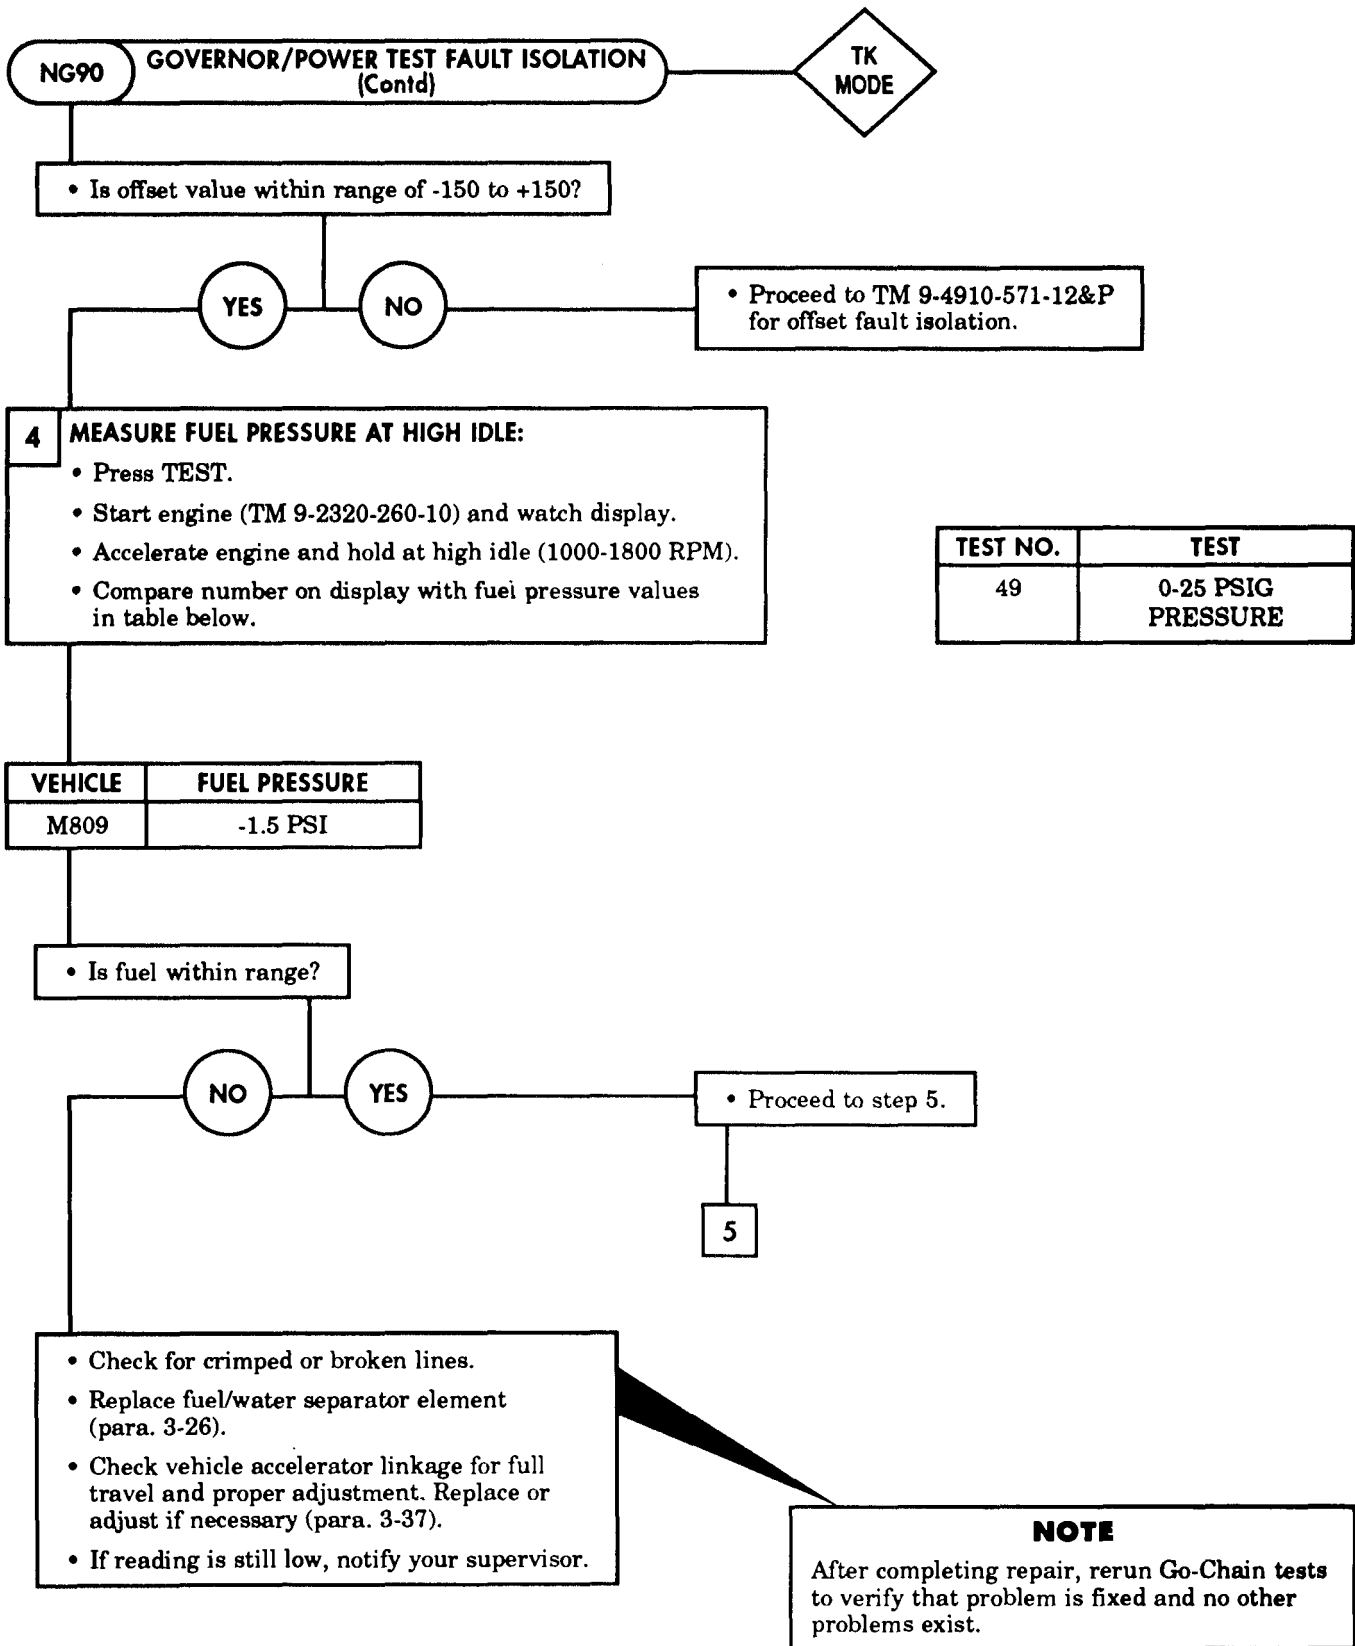 NG90
GOVERNOR/POWER TEST FAULT ISOLATION
(Contd)
TK
MODE
• Is offset value within range of -150 to +150?
YES
NO
• Proceed to TM 9-4910-571-12&P
for offset fault isolation.
4
MEASURE FUEL PRESSURE AT HIGH IDLE:
• Press TEST.
• Start engine (TM 9-2320-260-10) and watch display.
• Accelerate engine and hold at high idle (1000-1800 RPM).
• Compare number on display with fuel pressure values
in table below.
TEST NO. TEST
49 0-25 PSIG
PRESSURE
VEHICLE FUEL PRESSURE
M809 -1.5 PSI
• Is fuel within range?
NO
YES
• Proceed to step 5.
5
• Check for crimped or broken lines.
• Replace fuel/water separator element
(para. 3-26).
• Check vehicle accelerator linkage for full
travel and proper adjustment. Replace or
adjust if necessary (para. 3-37).
• If reading is still low, notify your supervisor.
NOTE
After completing repair, rerun Go-Chain tests
to verify that problem is fixed and no other
problems exist.